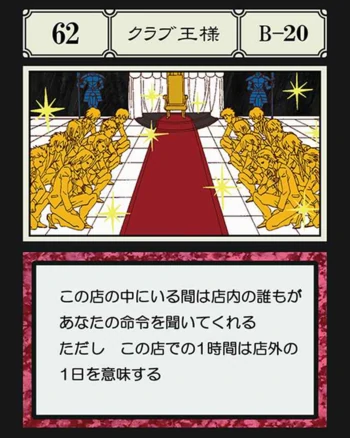 62
クラブ王様
B-20
この店の中にいる間は店内の誰もが
あなたの命令を聞いてくれる
ただし　この店での1時間は店外の
1日を意味する